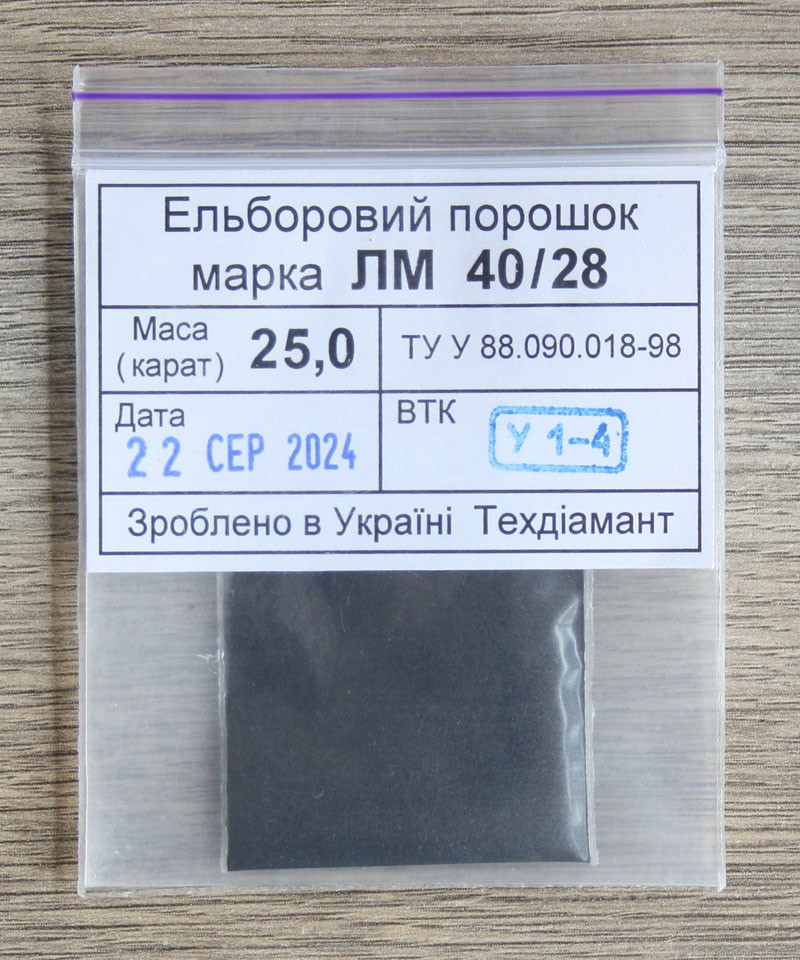 Ельборовий порошок
марка ЛМ 40/28
Маса
(карат) 25,0
ТУ У 88.090.018-98
Дата
22 СЕР 2024
ВТК
У 1-4
Зроблено в Україні Техдіамант